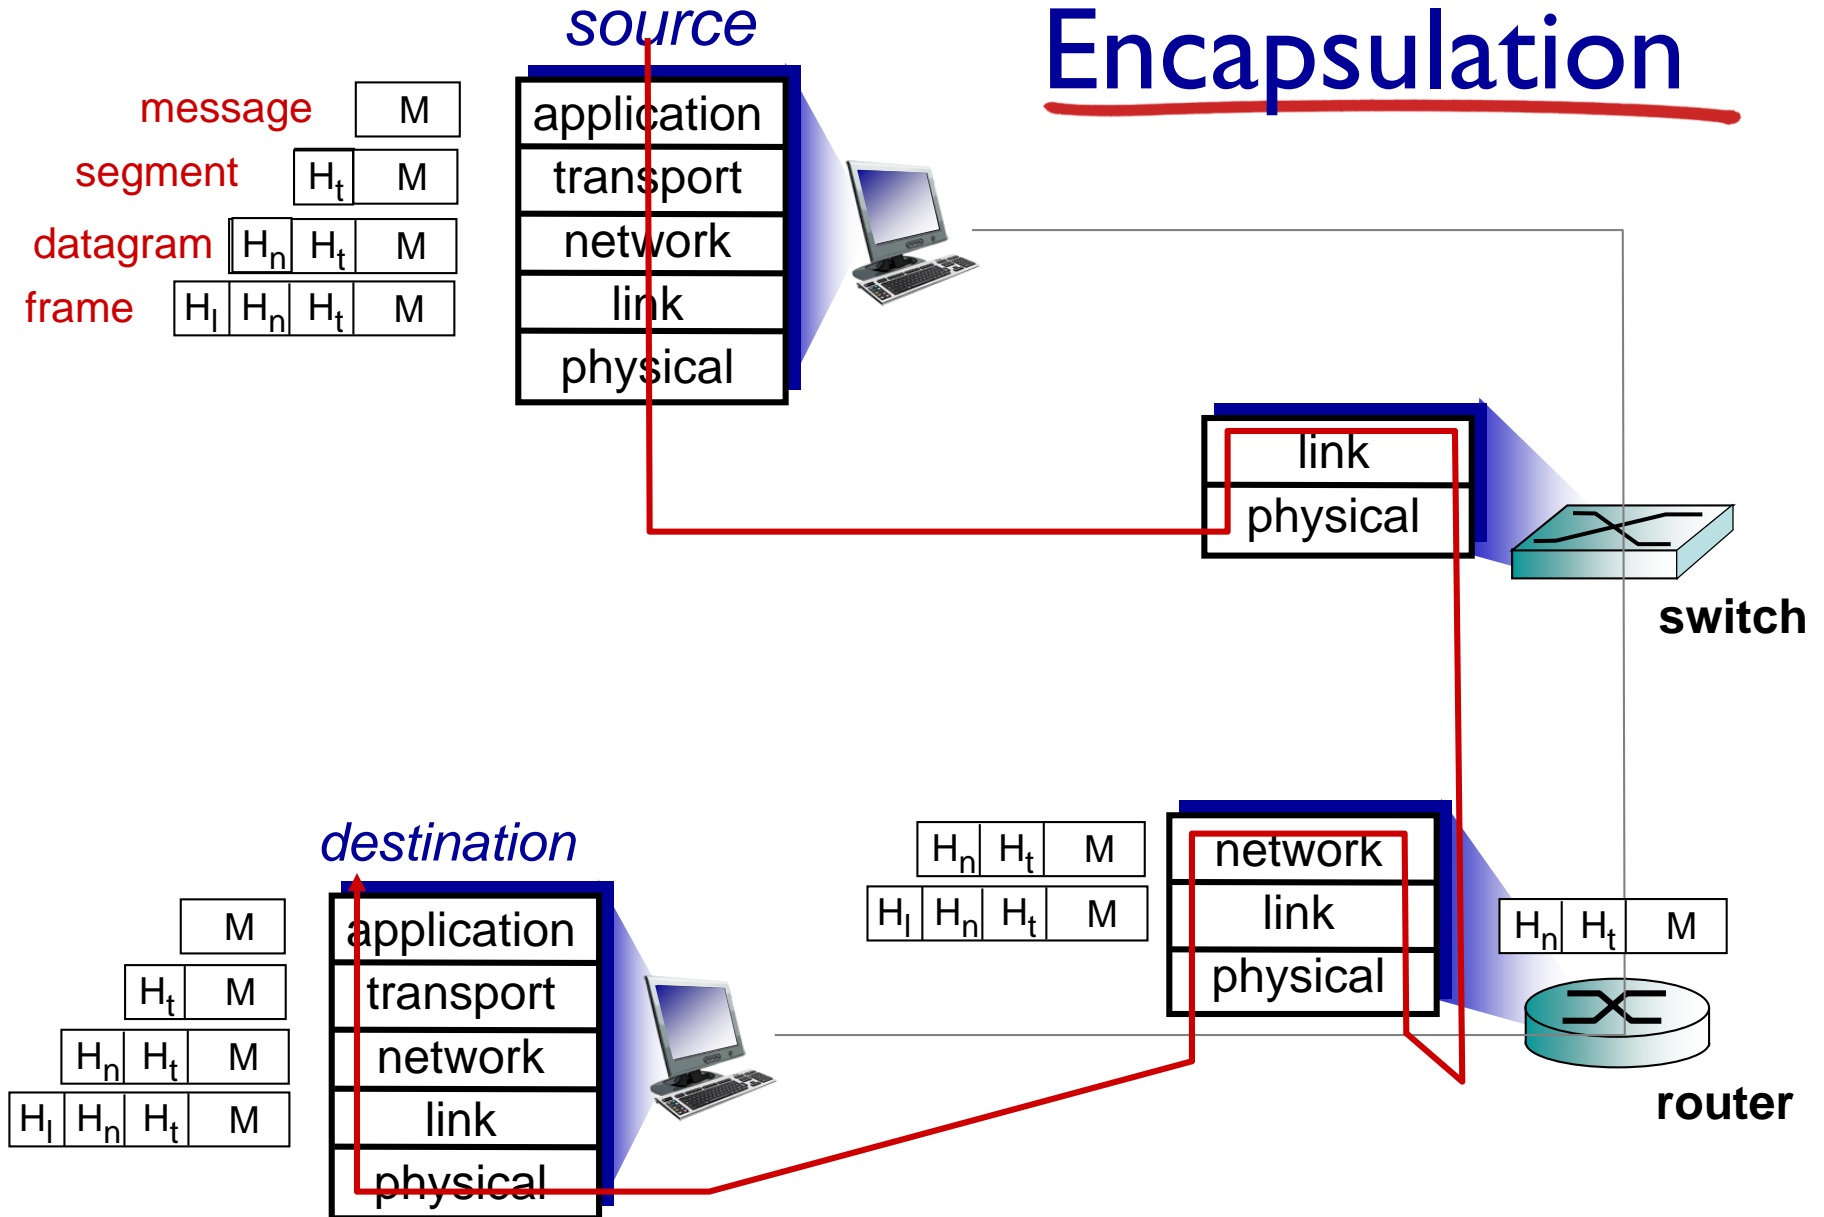 source
Encapsulation
message M
segment Ht M
datagram Hn Ht M
frame Hl Hn Ht M
application
transport
network
link
physical
link
physical
switch
destination
M
Ht M
Hn Ht M
Hl Hn Ht M
application
transport
network
link
physical
Hn Ht M
Hl Hn Ht M
network
link
physical
Hn Ht M
router